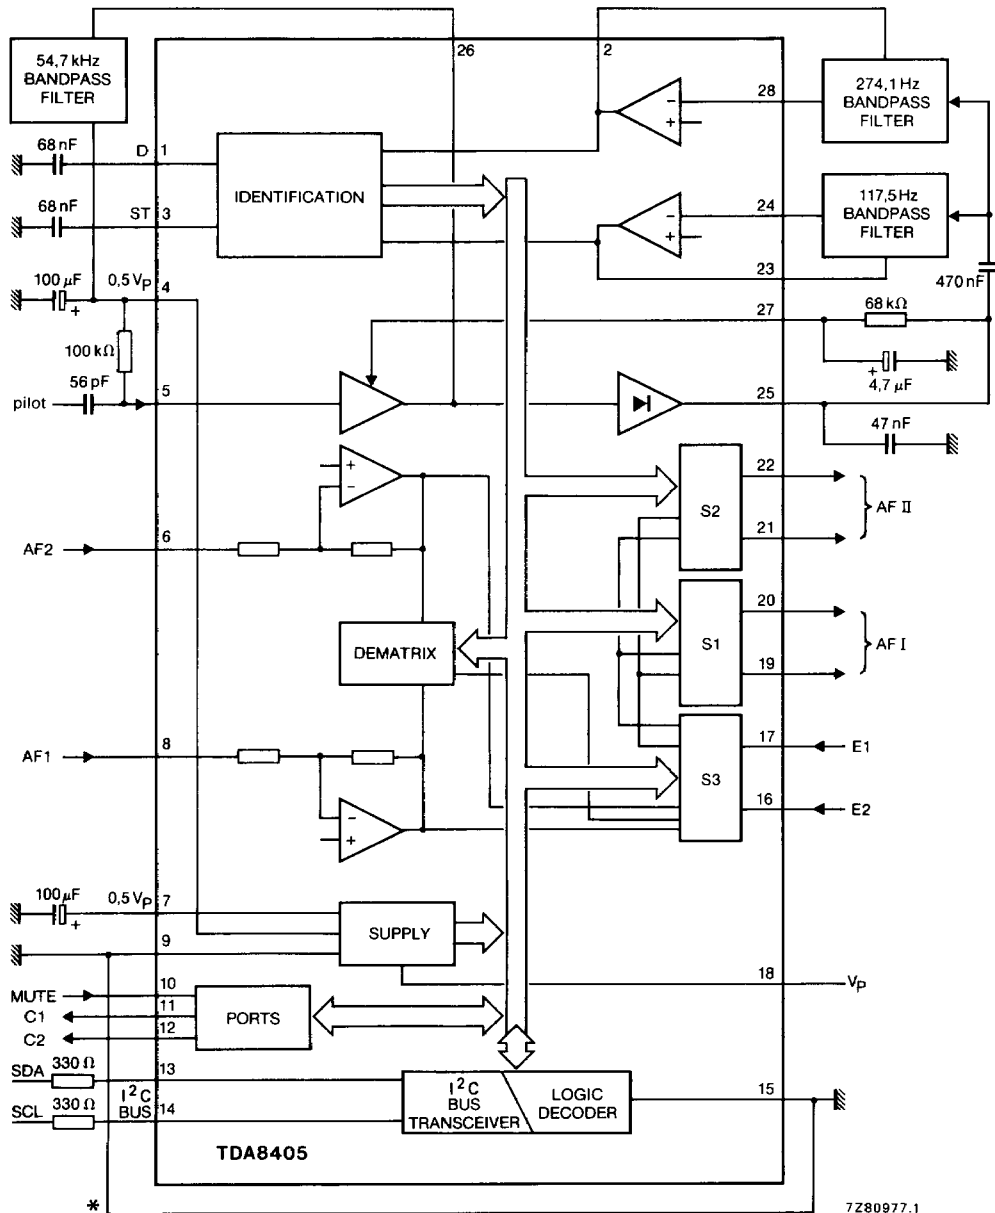 54,7 kHz
BANDPASS
FILTER
26
2
28
274,1 Hz
BANDPASS
FILTER
68 nF
D
1
IDENTIFICATION
68 nF
ST
3
24
117,5 Hz
BANDPASS
FILTER
23
470 nF
100 μF
+
0,5 VP
4
27
68 kΩ
100 kΩ
+
4,7 μF
56 pF
pilot
5
25
47 nF
+
-
-
+
-
+
22
S2
AF II
21
AF2
6
20
DEMATRIX
S1
AF I
19
AF1
8
17
E1
S3
16
E2
-
+
100 μF
+
0,5 VP
7
SUPPLY
9
18
VP
MUTE
10
C1
11
PORTS
C2
12
SDA
330 Ω
13
I²C
BUS
SCL
330 Ω
14
I²C
BUS
TRANSCEIVER
LOGIC
DECODER
15
TDA8405
*
7Z80977.1